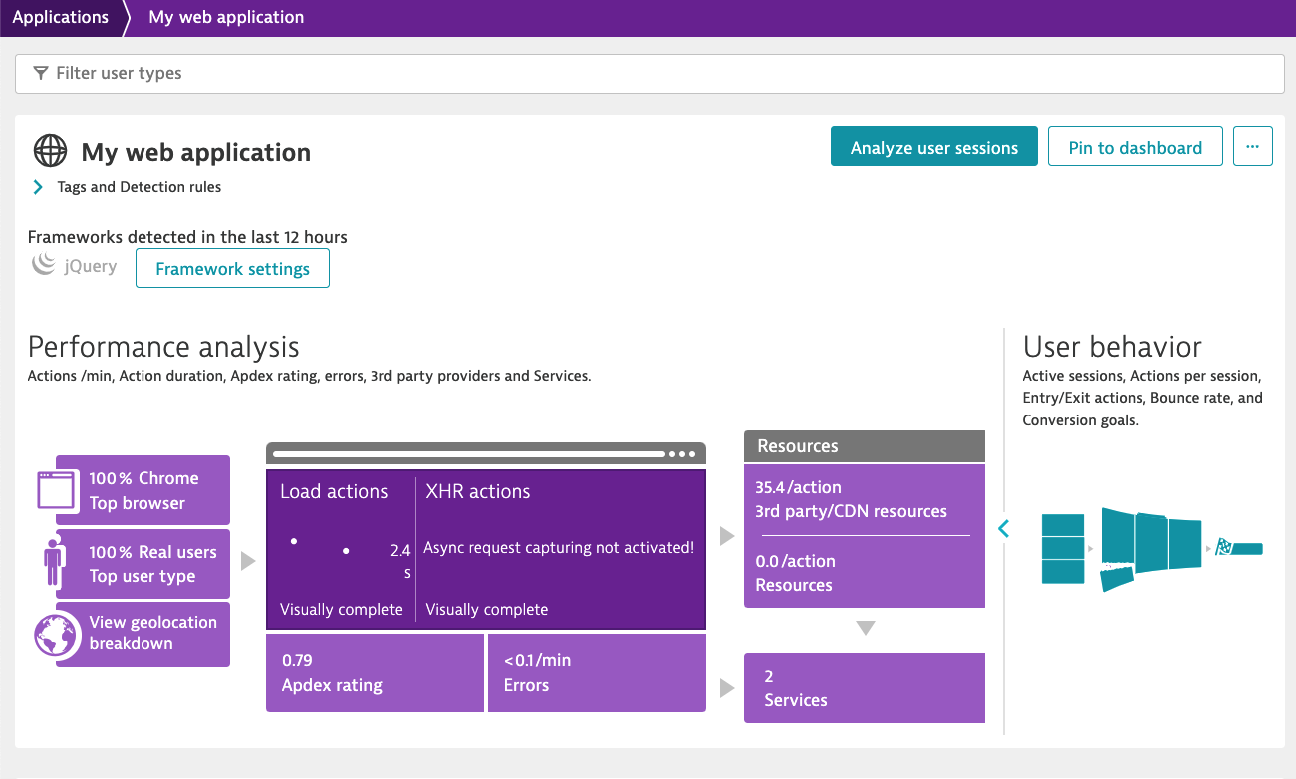 Applications
My web application
Filter user types
My web application
Analyze user sessions
Pin to dashboard
...
Tags and Detection rules
Frameworks detected in the last 12 hours
jQuery
Framework settings
Performance analysis
Actions /min, Action duration, Apdex rating, errors, 3rd party providers and Services.
100% Chrome
Top browser
100% Real users
Top user type
View geolocation
breakdown
Load actions
2.4
s
Visually complete
XHR actions
Async request capturing not activated!
Visually complete
0.79
Apdex rating
<0.1/min
Errors
Resources
35.4/action
3rd party/CDN resources
0.0/action
Resources
2
Services
User behavior
Active sessions, Actions per session,
Entry/Exit actions, Bounce rate, and
Conversion goals.